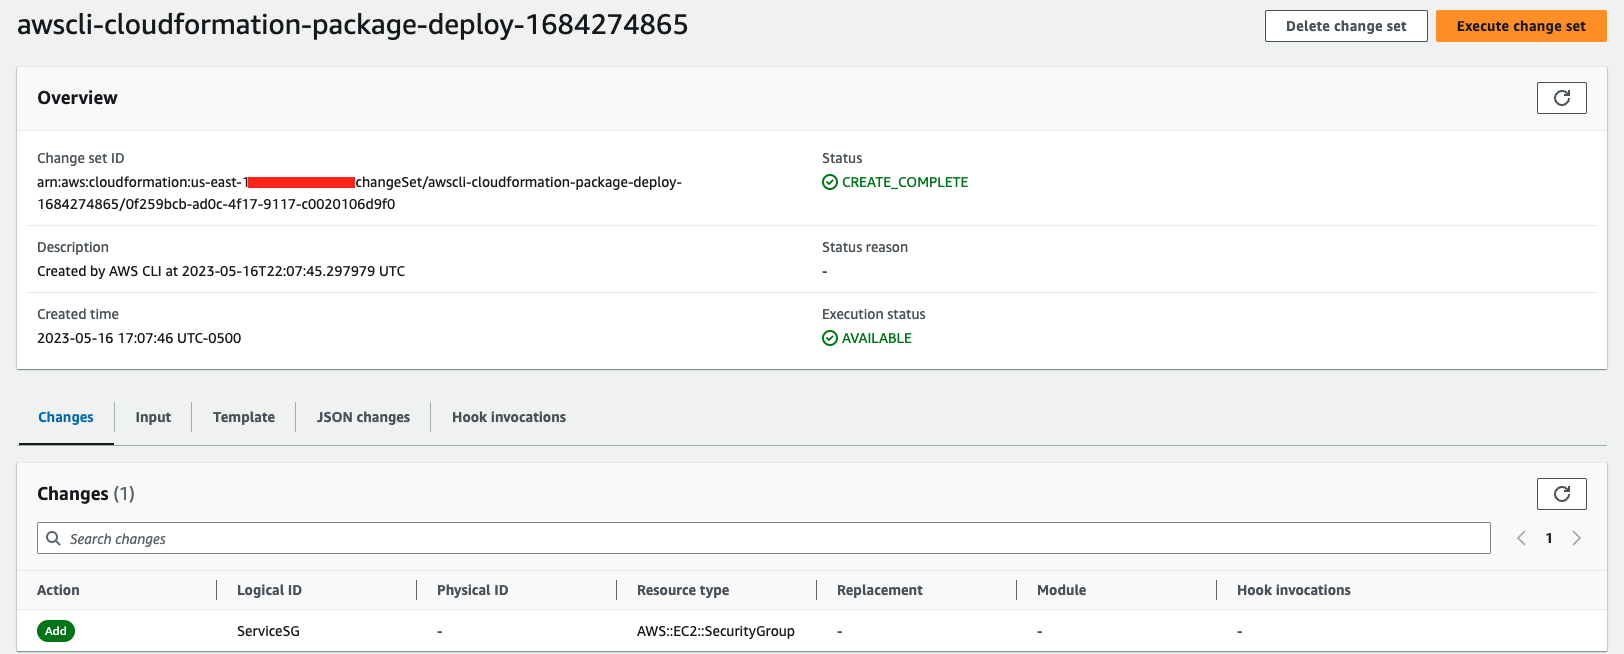 awscli-cloudformation-package-deploy-1684274865
Delete change set
Execute change set
Overview
Change set ID
arn:aws:cloudformation:us-east-1 changeSet/awscli-cloudformation-package-deploy-
1684274865/0f259bcb-ad0c-4f17-9117-c0020106d9f0
Status
CREATE_COMPLETE
Description
Created by AWS CLI at 2023-05-16T22:07:45.297979 UTC
Status reason
-
Created time
2023-05-16 17:07:46 UTC-0500
Execution status
AVAILABLE
Changes Input Template JSON changes Hook invocations
Changes (1)
Search changes
1
Action Logical ID Physical ID Resource type Replacement Module Hook invocations
Add ServiceSG - AWS::EC2::SecurityGroup - - -